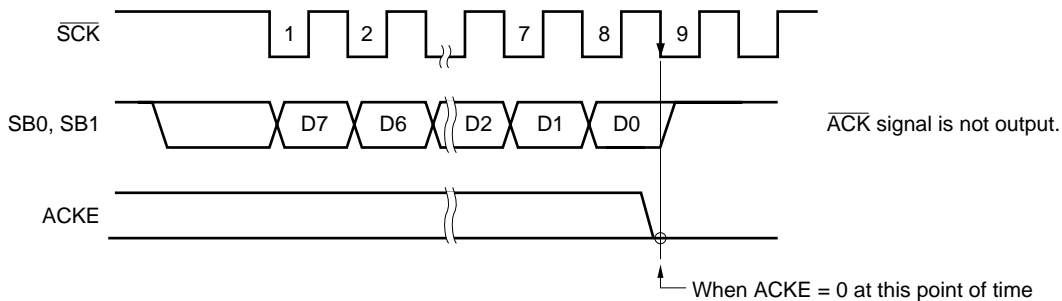 SCK 1 2 7 8 9
SB0, SB1 D7 D6 D2 D1 D0 ACK signal is not output.
ACKE
When ACKE = 0 at this point of time